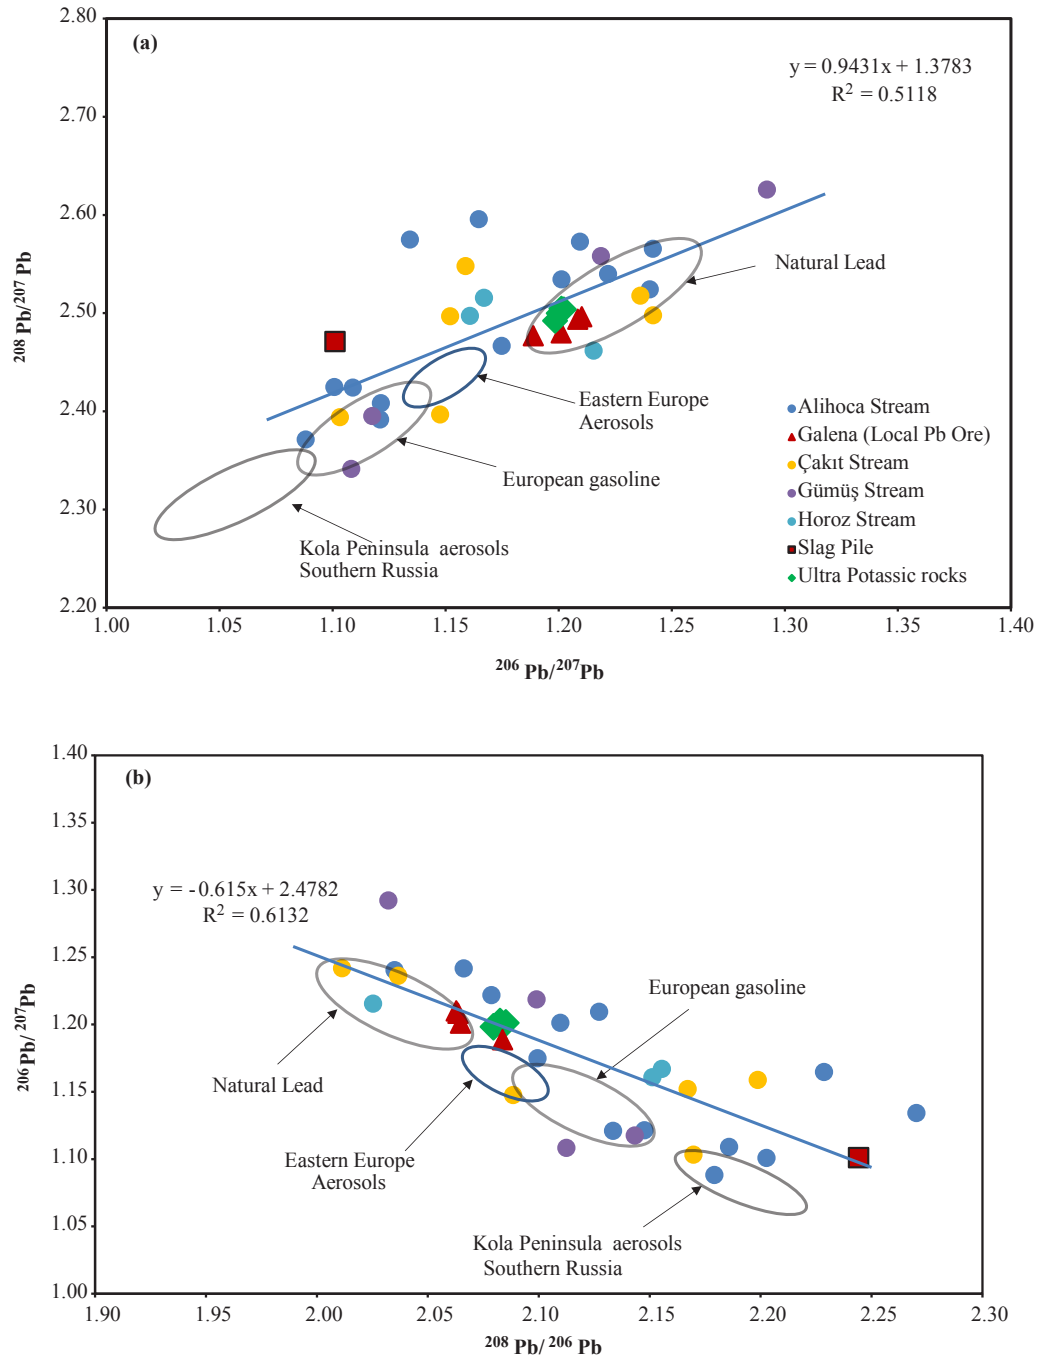 (a)
y = 0.9431x + 1.3783
R² = 0.5118
2.80
2.70
2.60
2.50
2.40
2.30
2.20
²⁰⁸ Pb/²⁰⁷ Pb
Natural Lead
Eastern Europe
Aerosols
European gasoline
Kola Peninsula aerosols
Southern Russia
Alihoca Stream
Galena (Local Pb Ore)
Çakıt Stream
Gümüş Stream
Horoz Stream
Slag Pile
Ultra Potassic rocks
1.00 1.05 1.10 1.15 1.20 1.25 1.30 1.35 1.40
²⁰⁶ Pb/²⁰⁷Pb
(b)
y = -0.615x + 2.4782
R² = 0.6132
1.40
1.35
1.30
1.25
1.20
1.15
1.10
1.05
1.00
²⁰⁶Pb/²⁰⁷Pb
European gasoline
Natural Lead
Eastern Europe
Aerosols
Kola Peninsula aerosols
Southern Russia
1.90 1.95 2.00 2.05 2.10 2.15 2.20 2.25 2.30
²⁰⁸ Pb/²⁰⁶ Pb